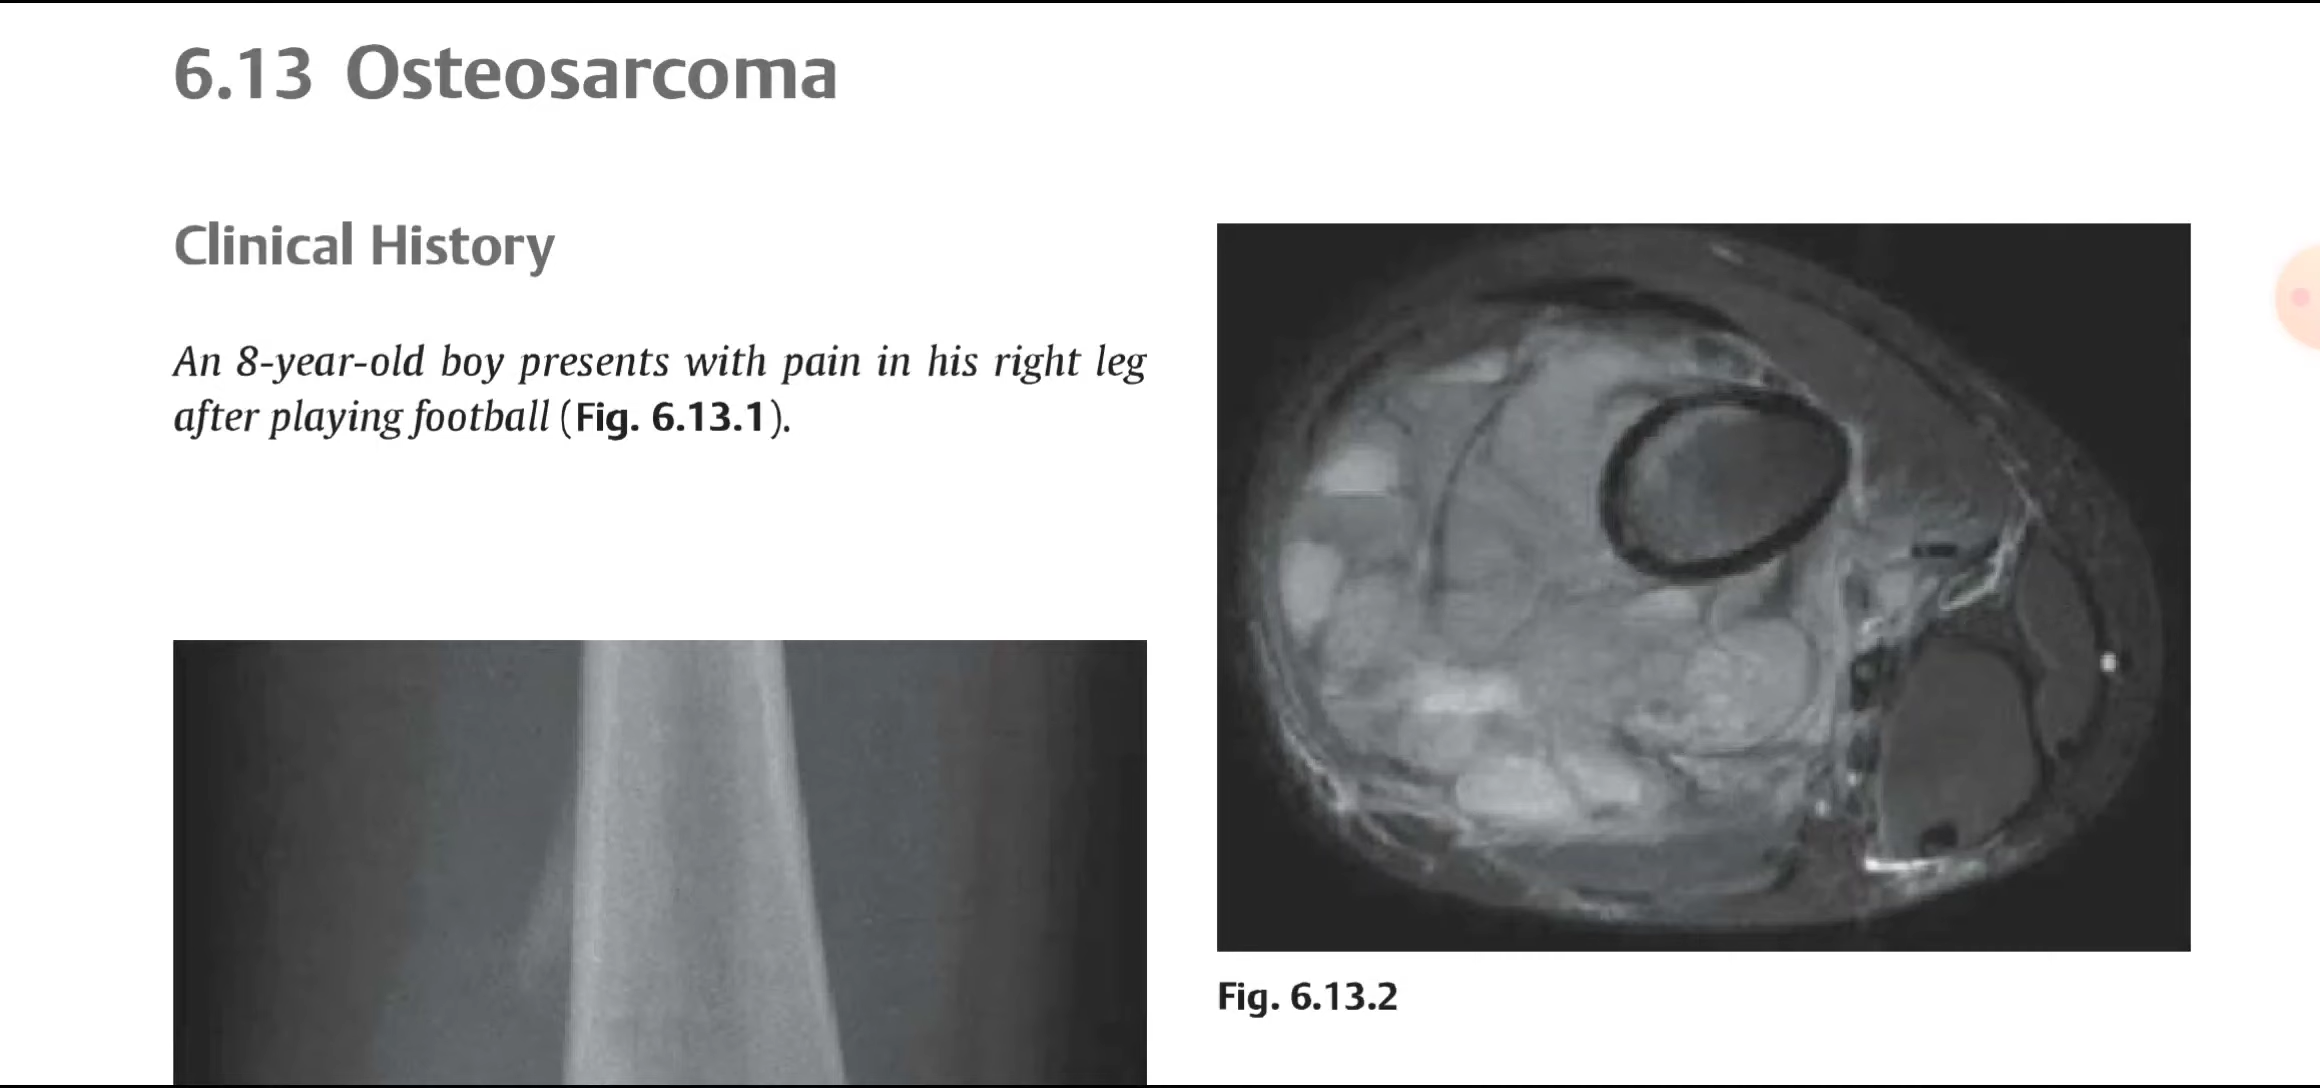 6.13 Osteosarcoma
Clinical History
An 8-year-old boy presents with pain in his right leg
after playing football (Fig. 6.13.1).
Fig. 6.13.2